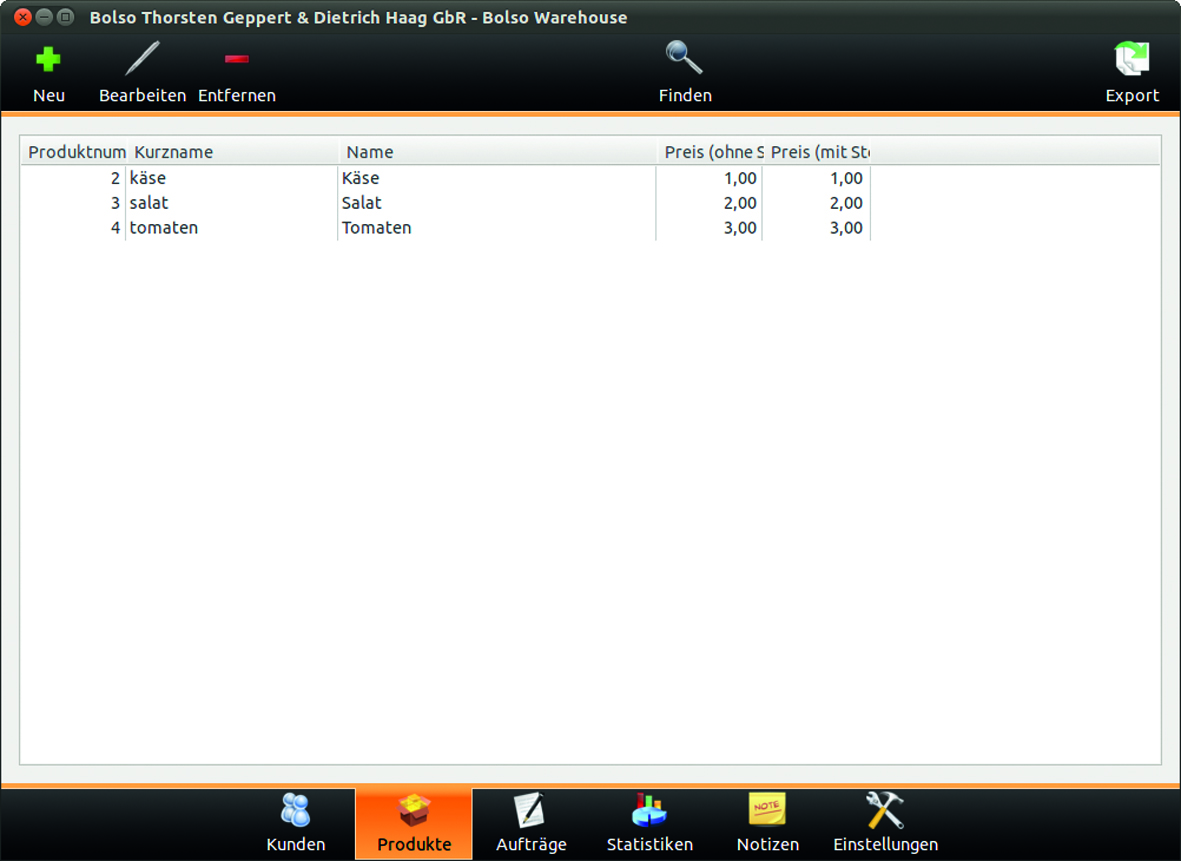 Bolso Thorsten Geppert & Dietrich Haag GbR - Bolso Warehouse
Neu Bearbeiten Entfernen Finden Export
Produktnum Kurzname Name Preis (ohne S Preis (mit Ste
2 käse Käse 1,00 1,00
3 salat Salat 2,00 2,00
4 tomaten Tomaten 3,00 3,00
NOTE
Kunden Produkte Aufträge Statistiken Notizen Einstellungen